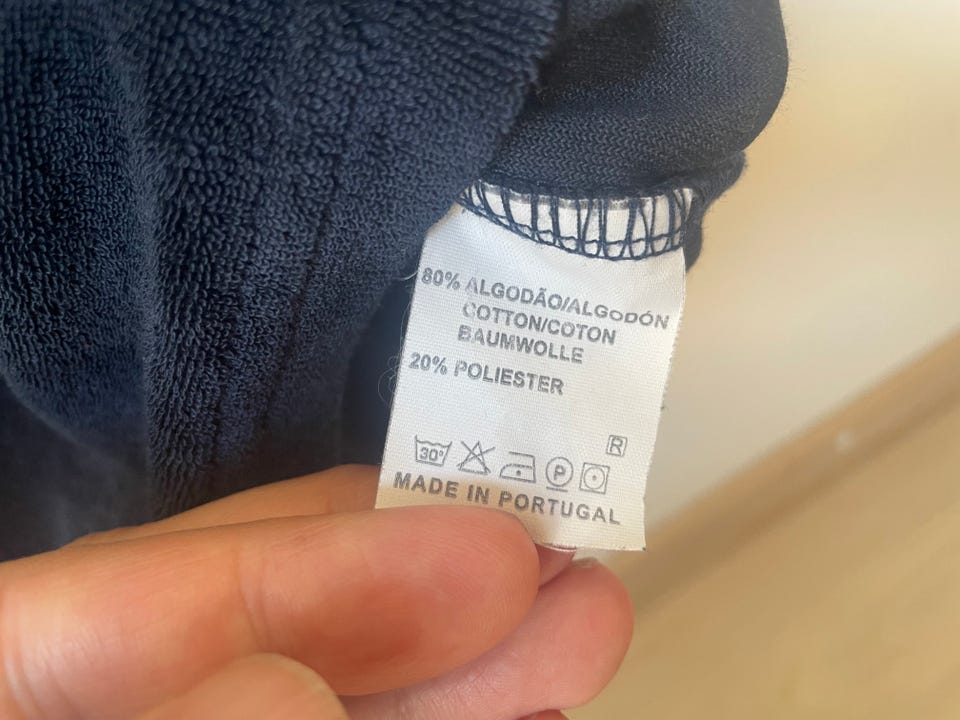 80% ALGODÃO/ALGODÓN
COTTON/COTON
BAUMWOLLE
20% POLIESTER
R
30° P
MADE IN PORTUGAL